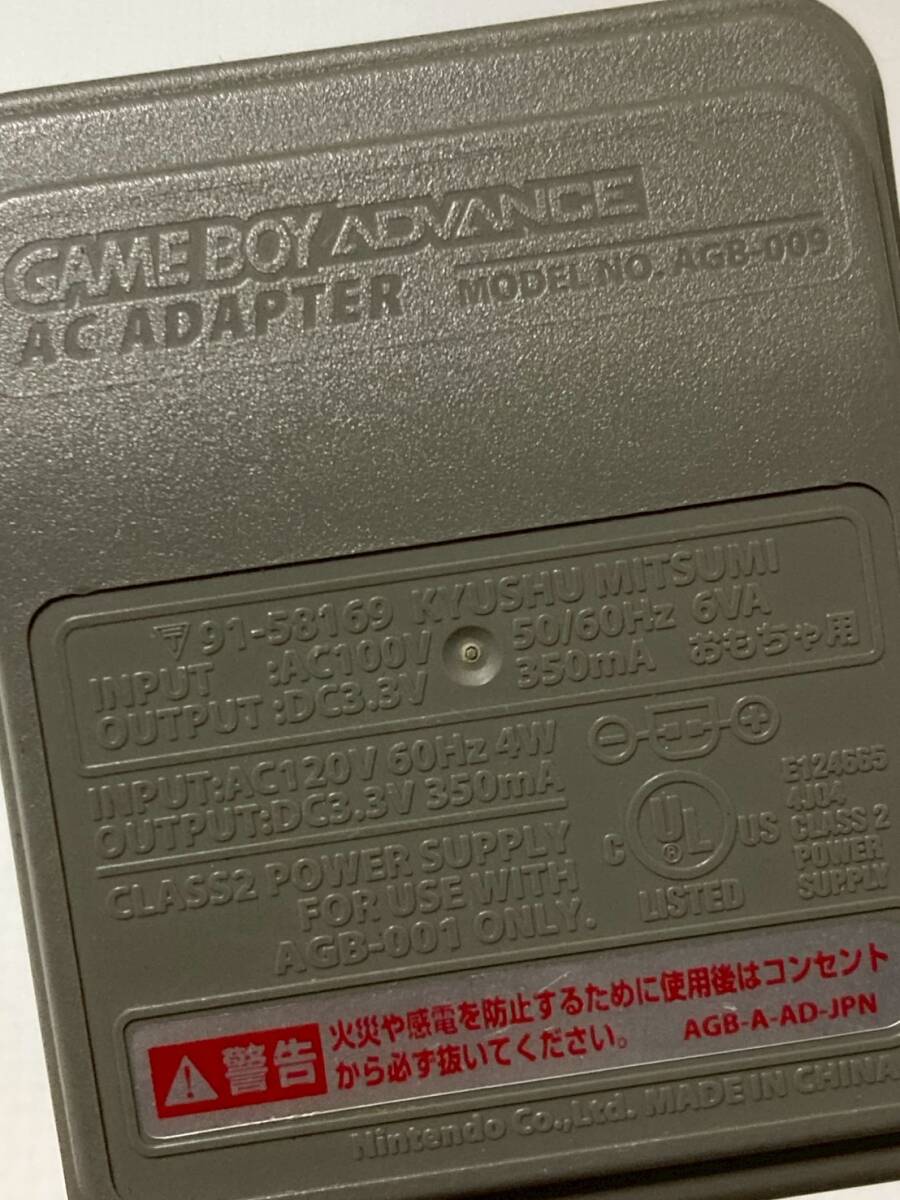 GAME BOY ADVANCE
AC ADAPTER
MODEL NO. AGB-009
91-58169 KYUSHU MITSUMI
INPUT :AC100V 50/60Hz 6VA
OUTPUT :DC3.3V 350mA おもちゃ用
INPUT:AC120V 60Hz 4W
OUTPUT:DC3.3V 350mA
CLASS2 POWER SUPPLY
FOR USE WITH
AGB-001 ONLY.
C UL ® US
LISTED
E124665
4J04
CLASS 2
POWER
SUPPLY
警告
火災や感電を防止するために使用後はコンセント
から必ず抜いてください。 AGB-A-AD-JPN
Nintendo Co.,Ltd. MADE IN CHINA